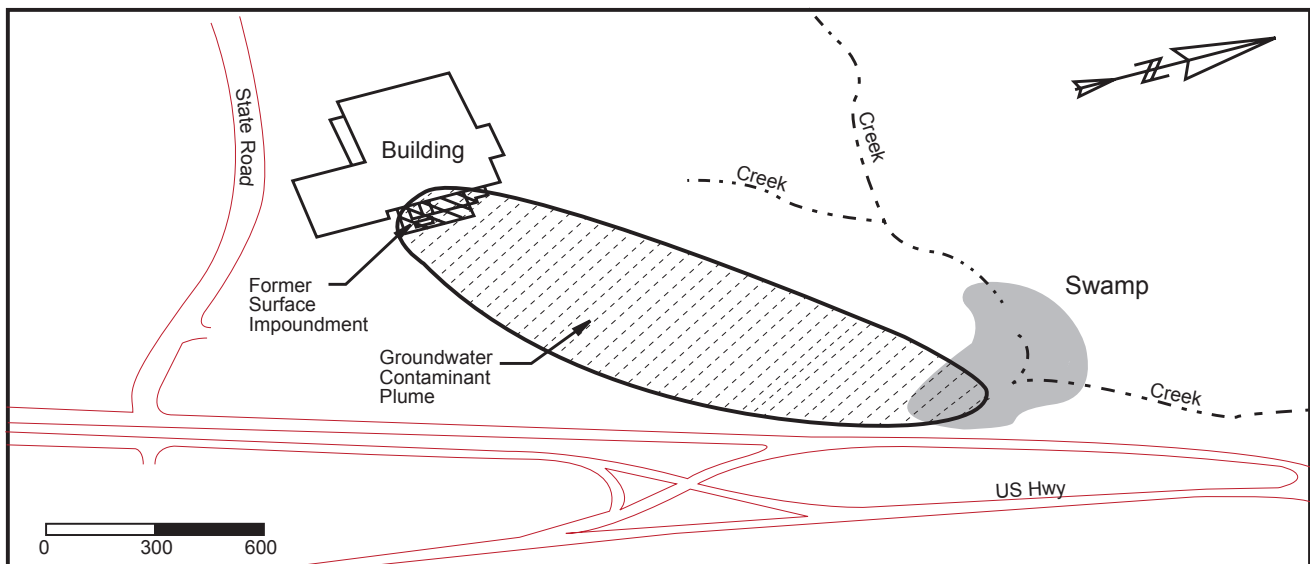 State Road
Building
Creek
Creek
Former
Surface
Impoundment
Swamp
Groundwater
Contaminant
Plume
Creek
US Hwy
0 300 600
N